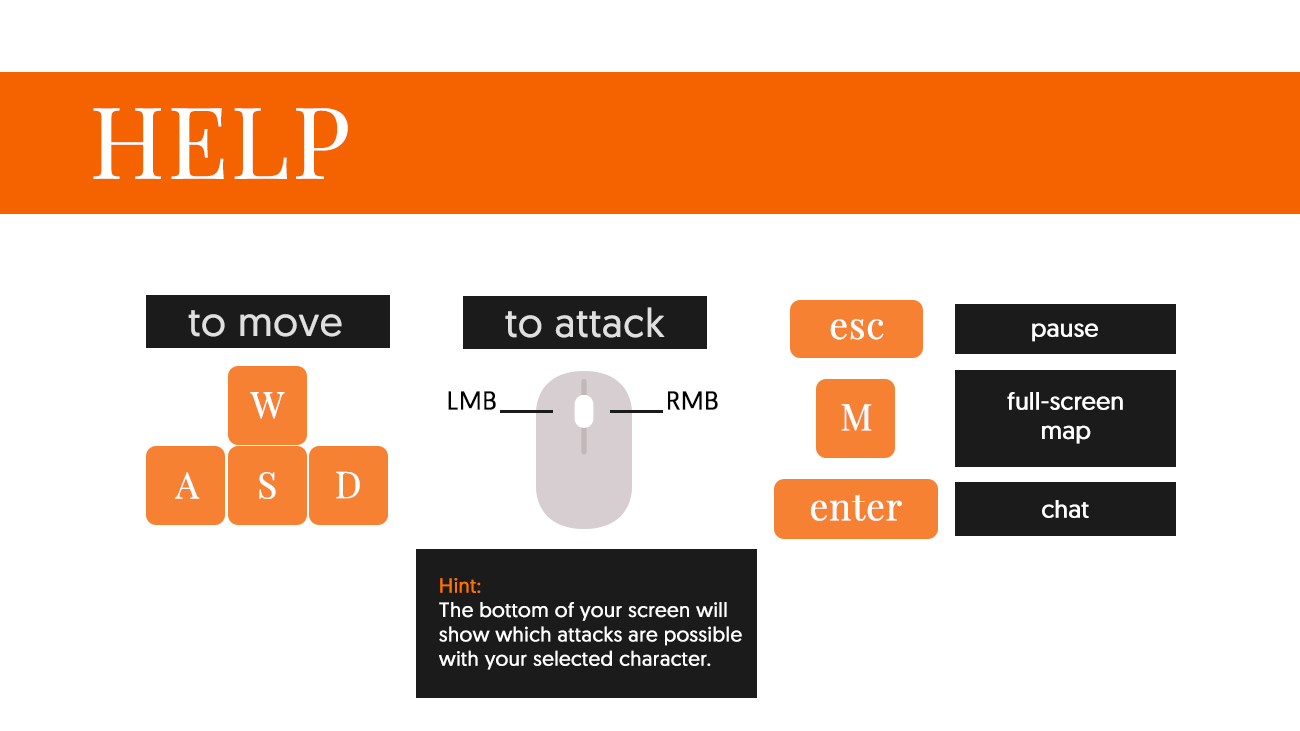 HELP
to move
W
A S D
to attack
LMB RMB
Hint:
The bottom of your screen will
show which attacks are possible
with your selected character.
esc pause
M full-screen
map
enter chat